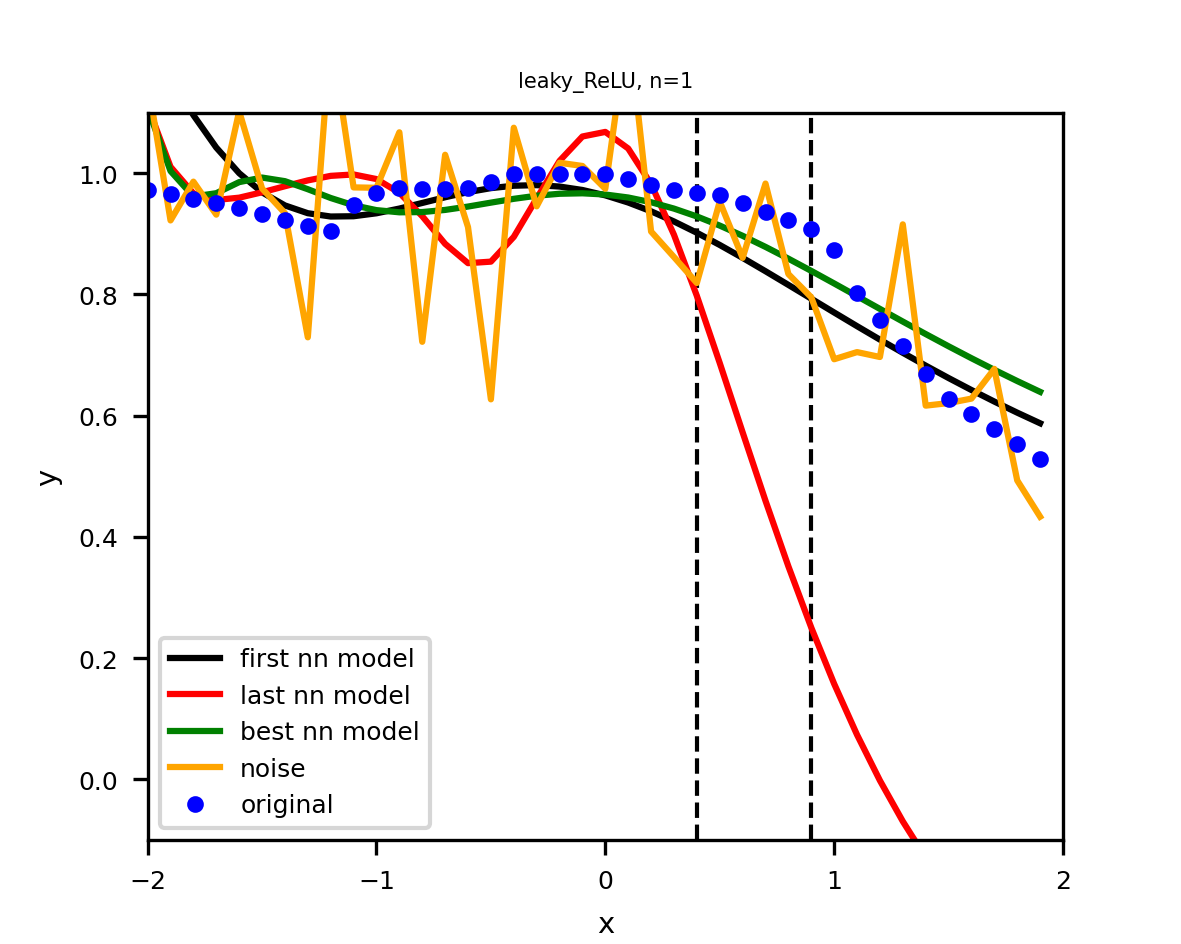 leaky_ReLU, n=1
1.0
0.8
0.6
0.4
0.2
0.0
y
first nn model
last nn model
best nn model
noise
original
−2
−1
0
1
2
x